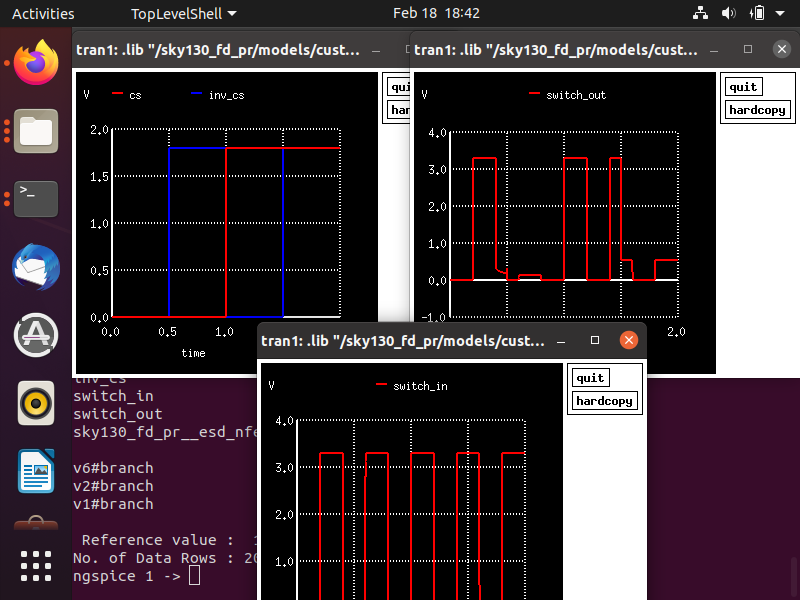 Activities
TopLevelShell
Feb 18 18:42
tran1: .lib "/sky130_fd_pr/models/cust...
V cs inv_cs
2.0
1.5
1.0
0.5
0.0
0.0 0.5 1.0
time
tran1: .lib "/sky130_fd_pr/models/cust...
quit
hardcopy
V switch_out
4.0
3.0
2.0
1.0
0.0
-1.0
2.0
tran1: .lib "/sky130_fd_pr/models/cust...
quit
hardcopy
V switch_in
4.0
3.0
2.0
1.0
inv_cs
switch_in
switch_out
sky130_fd_pr__esd_nfe
v6#branch
v2#branch
v1#branch
Reference value :
No. of Data Rows : 20
ngspice 1 ->